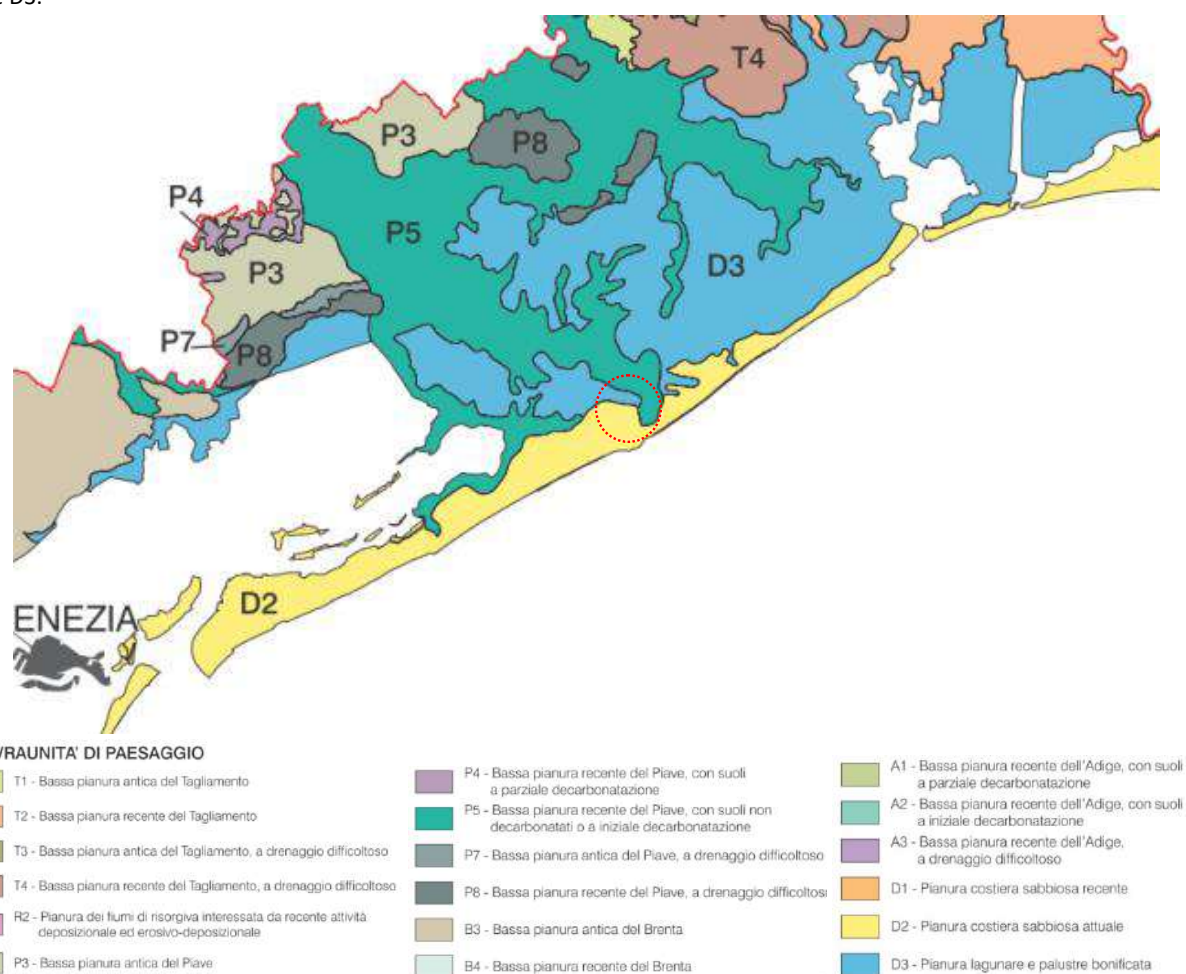 D3.
T4
P3
P8
P4
P5
P3
D3
P7
P8
D2
ENEZIA
/RAUNITA' DI PAESAGGIO
T1 - Bassa pianura antica del Tagliamento
T2 - Bassa pianura recente del Tagliamento
T3 - Bassa pianura antica del Tagliamento, a drenaggio difficoltoso
T4 - Bassa pianura recente del Tagliamento, a drenaggio difficoltoso
R2 - Pianura dei fiumi di risorgiva interessata da recente attività
deposizionale ed erosivo-deposizionale
P3 - Bassa pianura antica del Piave
P4 - Bassa pianura recente del Piave, con suoli
a parziale decarbonatazione
P5 - Bassa pianura recente del Piave, con suoli non
decarbonatati o a iniziale decarbonatazione
P7 - Bassa pianura antica del Piave, a drenaggio difficoltoso
P8 - Bassa pianura recente del Piave, a drenaggio difficoltos
B3 - Bassa pianura antica del Brenta
B4 - Bassa pianura recente del Brenta
A1 - Bassa pianura recente dell'Adige, con suoli
a parziale decarbonatazione
A2 - Bassa pianura recente dell'Adige, con suoli
a iniziale decarbonatazione
A3 - Bassa pianura recente dell'Adige,
a drenaggio difficoltoso
D1 - Pianura costiera sabbiosa recente
D2 - Pianura costiera sabbiosa attuale
D3 - Pianura lagunare e palustre bonificata